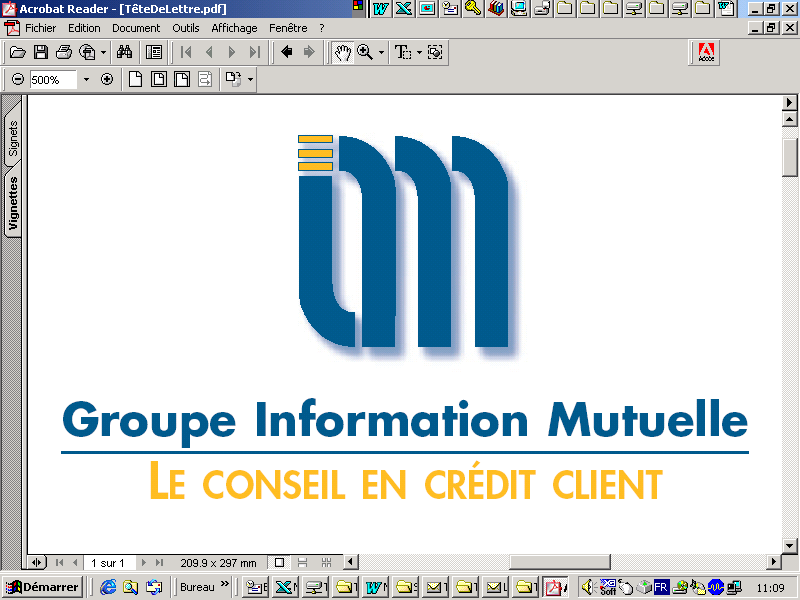 Acrobat Reader - [TêteDeLettre.pdf]
Fichier Edition Document Outils Affichage Fenêtre ?
Adobe
500%
Signets
Vignettes
Groupe Information Mutuelle
LE CONSEIL EN CRÉDIT CLIENT
1 sur 1 209.9 x 297 mm
Démarrer Bureau » FR 11:09